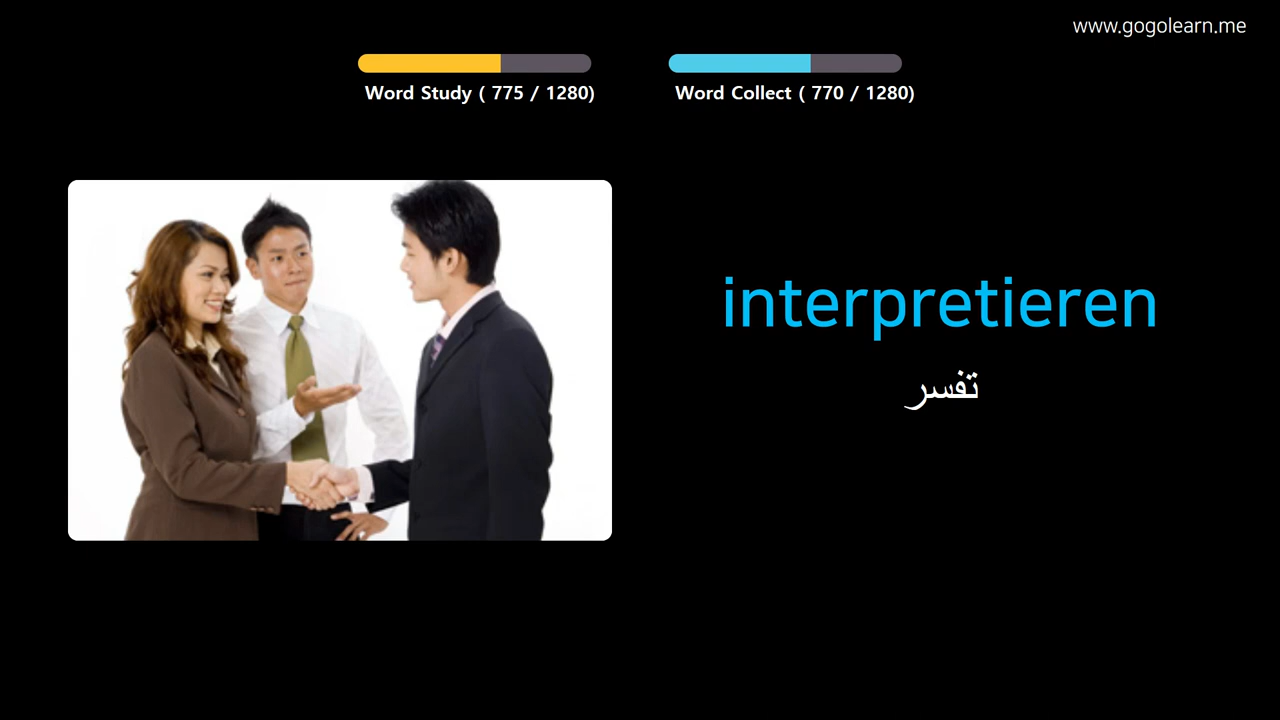 www.gogolearn.me
Word Study ( 775 / 1280)
Word Collect ( 770 / 1280)
interpretieren
تفسر